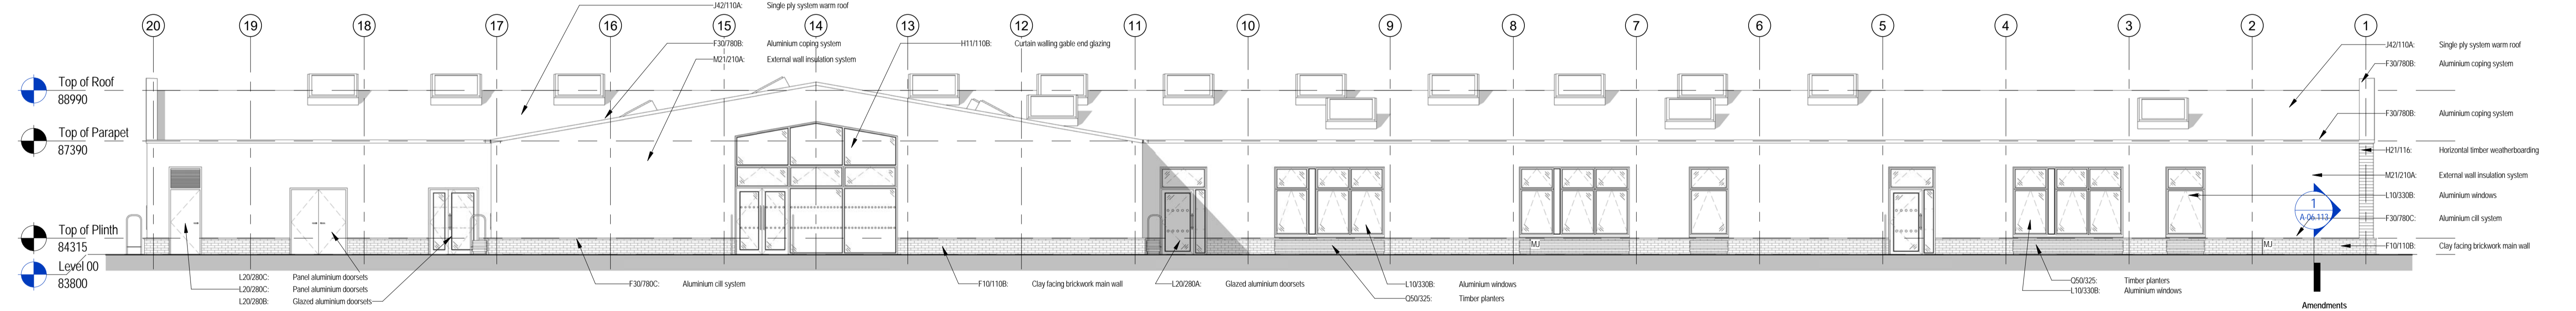 J42/110A: Single ply system warm roof
20 19 18 17 16 15 14 13 12 11 10 9 8 7 6 5 4 3 2 1
F30/780B: Aluminium coping system
H11/110B: Curtain walling gable end glazing
J42/110A: Single ply system warm roof
M21/210A: External wall insulation system
F30/780B: Aluminium coping system
Top of Roof
88990
F30/780B: Aluminium coping system
Top of Parapet
87390
H21/116: Horizontal timber weatherboarding
M21/210A: External wall insulation system
L10/330B: Aluminium windows
1
A-06 113
F30/780C: Aluminium cill system
Top of Plinth
84315
MJ
MJ
F10/110B: Clay facing brickwork main wall
Level 00
83800
L20/280C: Panel aluminium doorsets
L20/280C: Panel aluminium doorsets
L20/280B: Glazed aluminium doorsets
F30/780C: Aluminium cill system
F10/110B: Clay facing brickwork main wall
L20/280A: Glazed aluminium doorsets
L10/330B: Aluminium windows
Q50/325: Timber planters
Q50/325: Timber planters
L10/330B: Aluminium windows
Amendments